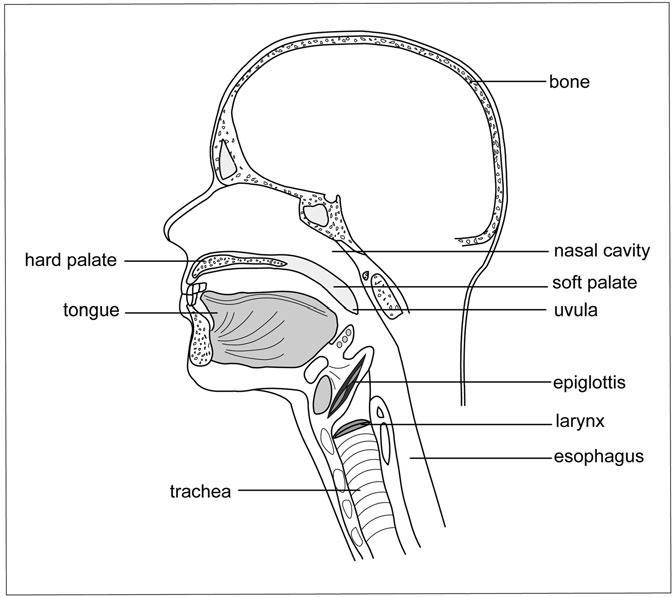 bone
nasal cavity
hard palate
soft palate
tongue
uvula
epiglottis
larynx
esophagus
trachea